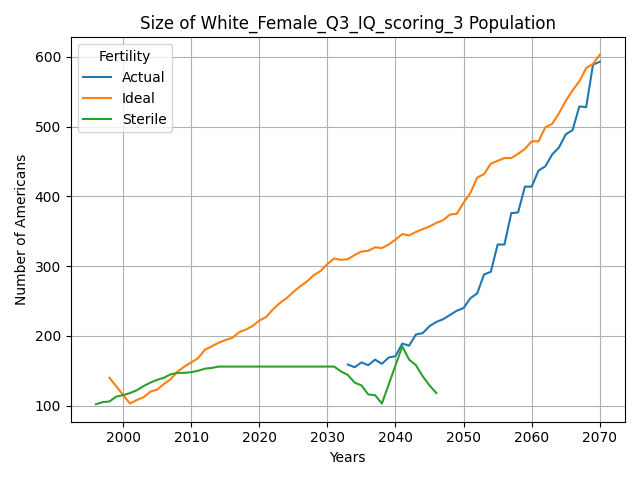 Size of White_Female_Q3_IQ_scoring_3 Population
Fertility
Actual
Ideal
Sterile
Number of Americans
600
500
400
300
200
100
2000 2010 2020 2030 2040 2050 2060 2070
Years